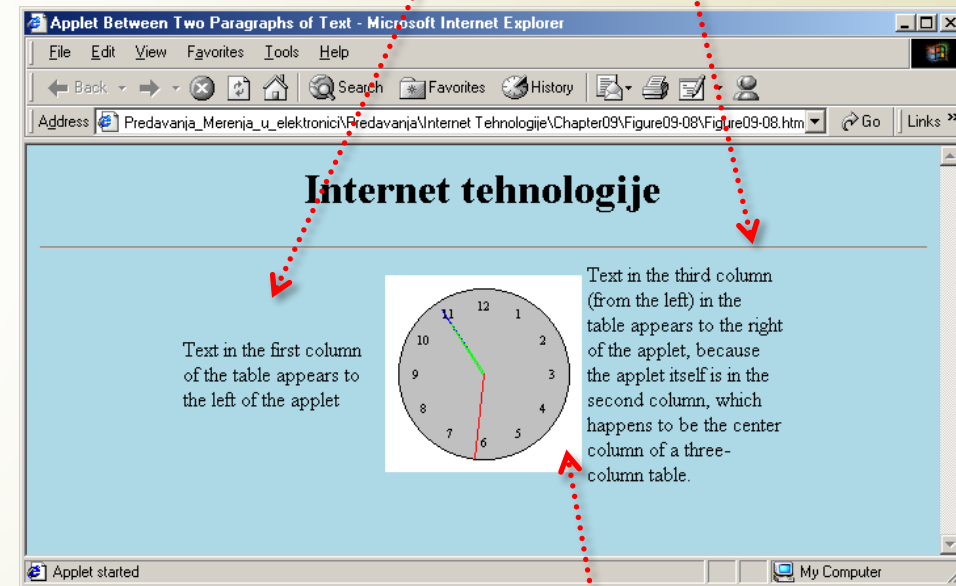 Applet Between Two Paragraphs of Text - Microsoft Internet Explorer
File Edit View Favorites Tools Help
Back Search Favorites History
Address Predavanja_Merenja_u_elektronici\Predavanja\Internet Tehnologije\Chapter09\Figure09-08\Figure09-08.htm Go Links »
Internet tehnologije
Text in the first column
of the table appears to
the left of the applet
12
11 1
10 2
9 3
8 4
7 5
6
Text in the third column
(from the left) in the
table appears to the right
of the applet, because
the applet itself is in the
second column, which
happens to be the center
column of a three-
column table.
Applet started My Computer